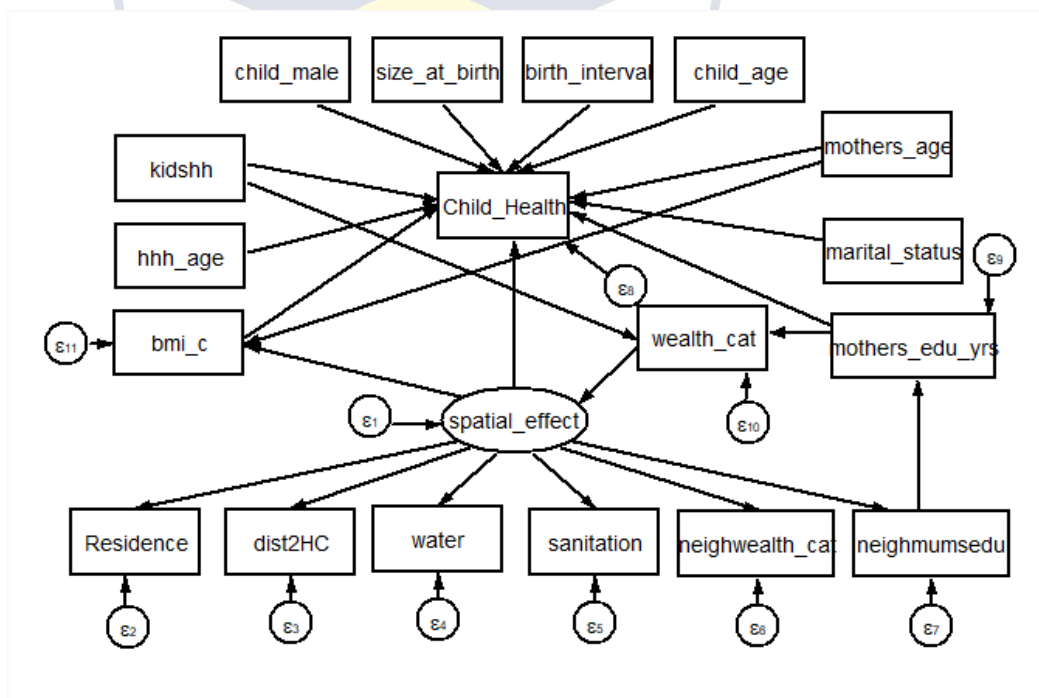 child_male
size_at_birth
birth_interval
child_age
kidshh
mothers_age
Child_Health
hhh_age
marital_status
ε9
ε8
ε11
bmi_c
wealth_cat
mothers_edu_yrs
ε1
spatial_effect
ε10
Residence
dist2HC
water
sanitation
neighwealth_cat
neighmumsedu
ε2
ε3
ε4
ε5
ε6
ε7